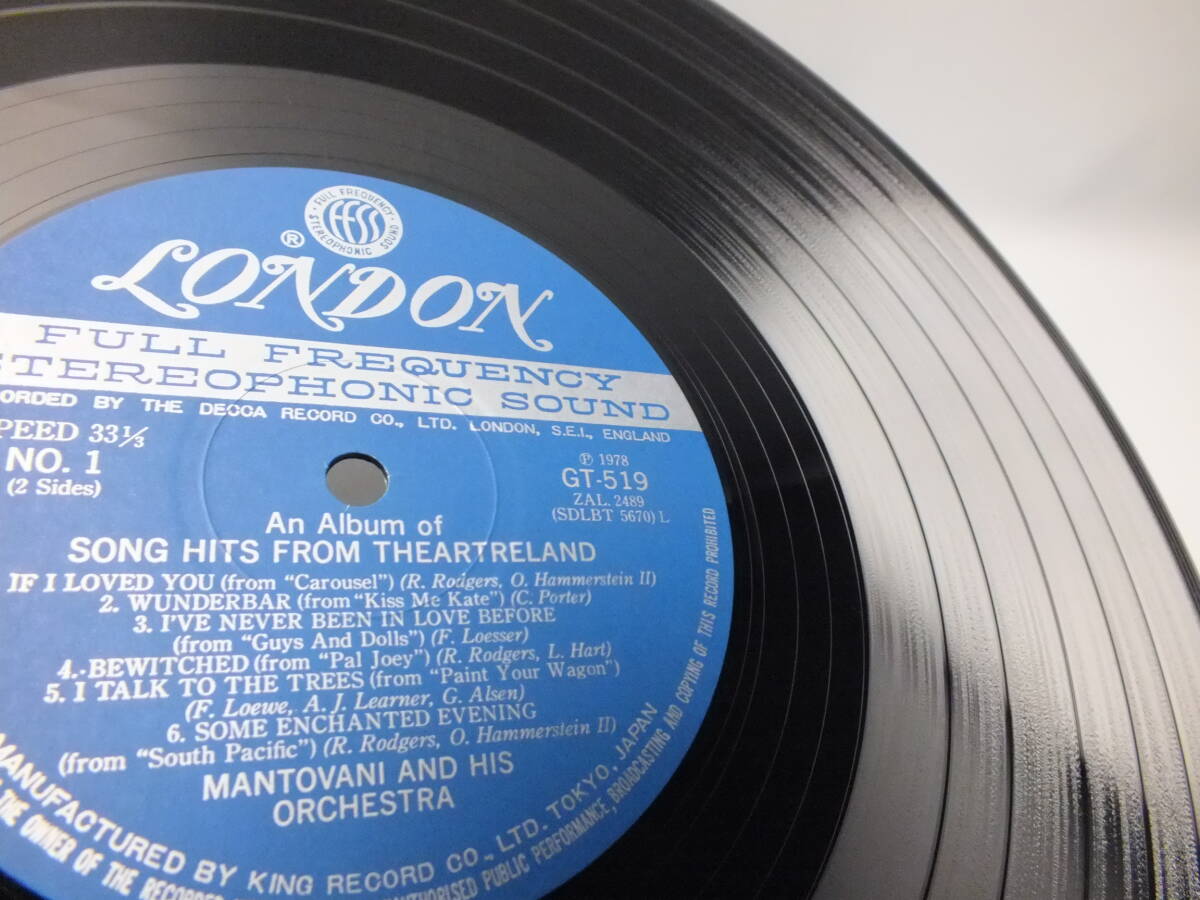 FULL FREQUENCY
FFSS
STEREOPHONIC SOUND
®
LONDON
FULL FREQUENCY
STEREOPHONIC SOUND
ORDED BY THE DECCA RECORD CO., LTD. LONDON, S.E.I., ENGLAND
PEED 33⅓
NO. 1
(2 Sides)
℗ 1978
GT-519
ZAL. 2489
(SDLBT 5670) L
An Album of
SONG HITS FROM THEARTRELAND
IF I LOVED YOU (from "Carousel") (R. Rodgers, O. Hammerstein II)
2. WUNDERBAR (from "Kiss Me Kate") (C. Porter)
3. I'VE NEVER BEEN IN LOVE BEFORE
(from "Guys And Dolls") (F. Loesser)
4. BEWITCHED (from "Pal Joey") (R. Rodgers, L. Hart)
5. I TALK TO THE TREES (from "Paint Your Wagon")
(F. Loewe, A. J. Learner, G. Alsen)
6. SOME ENCHANTED EVENING
(from "South Pacific") (R. Rodgers, O. Hammerstein II)
MANTOVANI AND HIS
ORCHESTRA
MANUFACTURED BY KING RECORD CO., LTD. TOKYO, JAPAN
THE OWNER OF THE RECORDED
AUTHORISED PUBLIC PERFORMANCE, BROADCASTING AND COPYING OF THIS RECORD PROHIBITED